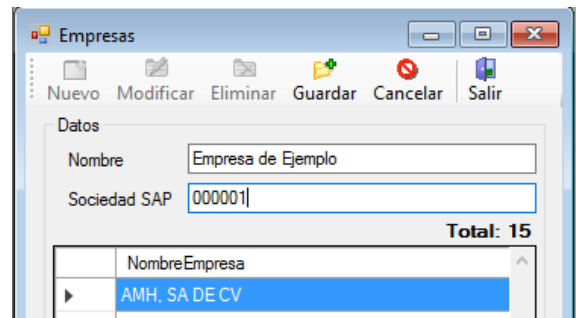 Empresas
Nuevo Modificar Eliminar Guardar Cancelar Salir
Datos
Nombre Empresa de Ejemplo
Sociedad SAP 000001
Total: 15
NombreEmpresa
AMH, SA DE CV